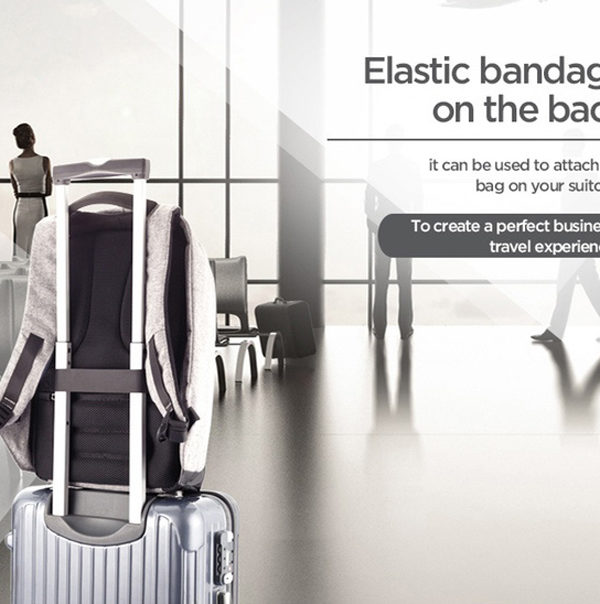 Elastic bandag
on the bac
it can be used to attach
bag on your suitc
To create a perfect busine
travel experienc